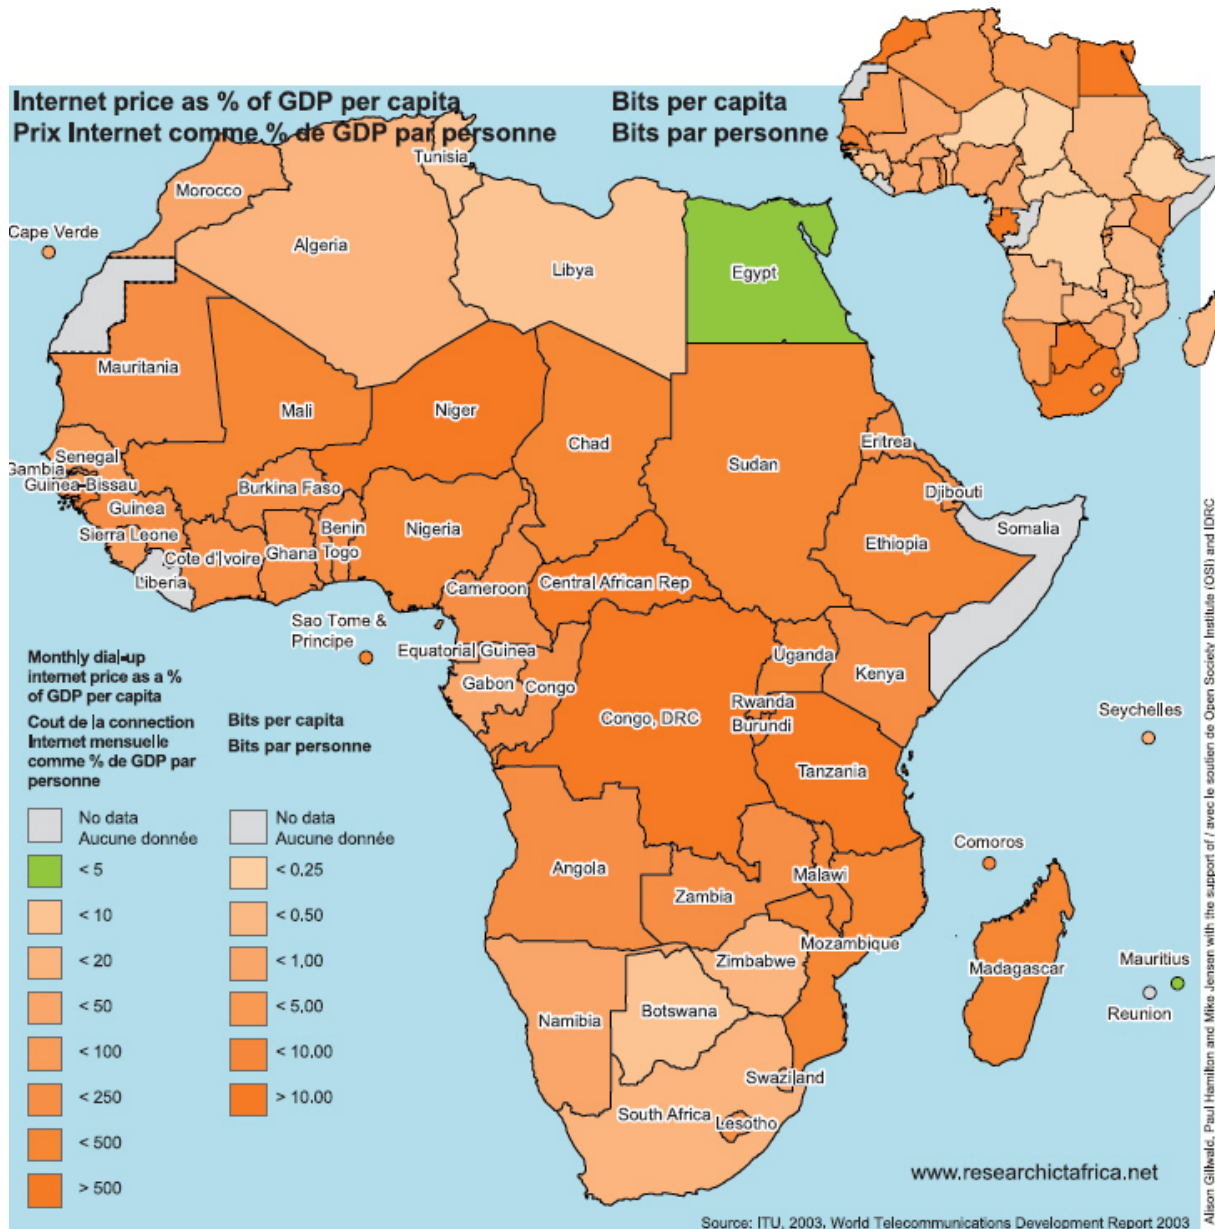 Internet price as % of GDP per capita
Prix Internet comme % de GDP par personne
Bits per capita
Bits par personne
Tunisia
Morocco
Cape Verde
Algeria
Libya
Egypt
Mauritania
Mali
Niger
Chad
Sudan
Eritrea
Senegal
Gambia
Guinea-Bissau
Burkina Faso
Djibouti
Guinea
Benin
Nigeria
Somalia
Sierra Leone
Cote d'Ivoire
Ghana
Togo
Ethiopia
Liberia
Cameroon
Central African Rep
Sao Tome &
Principe
Equatorial Guinea
Uganda
Kenya
Gabon
Congo
Rwanda
Congo, DRC
Burundi
Seychelles
Tanzania
Comoros
Angola
Malawi
Zambia
Mozambique
Zimbabwe
Madagascar
Mauritius
Reunion
Botswana
Namibia
Swaziland
South Africa
Lesotho
Monthly dial-up
internet price as a %
of GDP per capita
Cout de la connection
Internet mensuelle
comme % de GDP par
personne
No data
Aucune donnée
< 5
< 10
< 20
< 50
< 100
< 250
< 500
> 500
Bits per capita
Bits par personne
No data
Aucune donnée
< 0.25
< 0.50
< 1,00
< 5,00
< 10.00
> 10.00
www.researchictafrica.net
Source: ITU, 2003. World Telecommunications Development Report 2003
Alison Gillwald, Paul Hamilton and Mike Jensen with the support of / avec le soutien de Open Society Institute (OSI) and IDRC